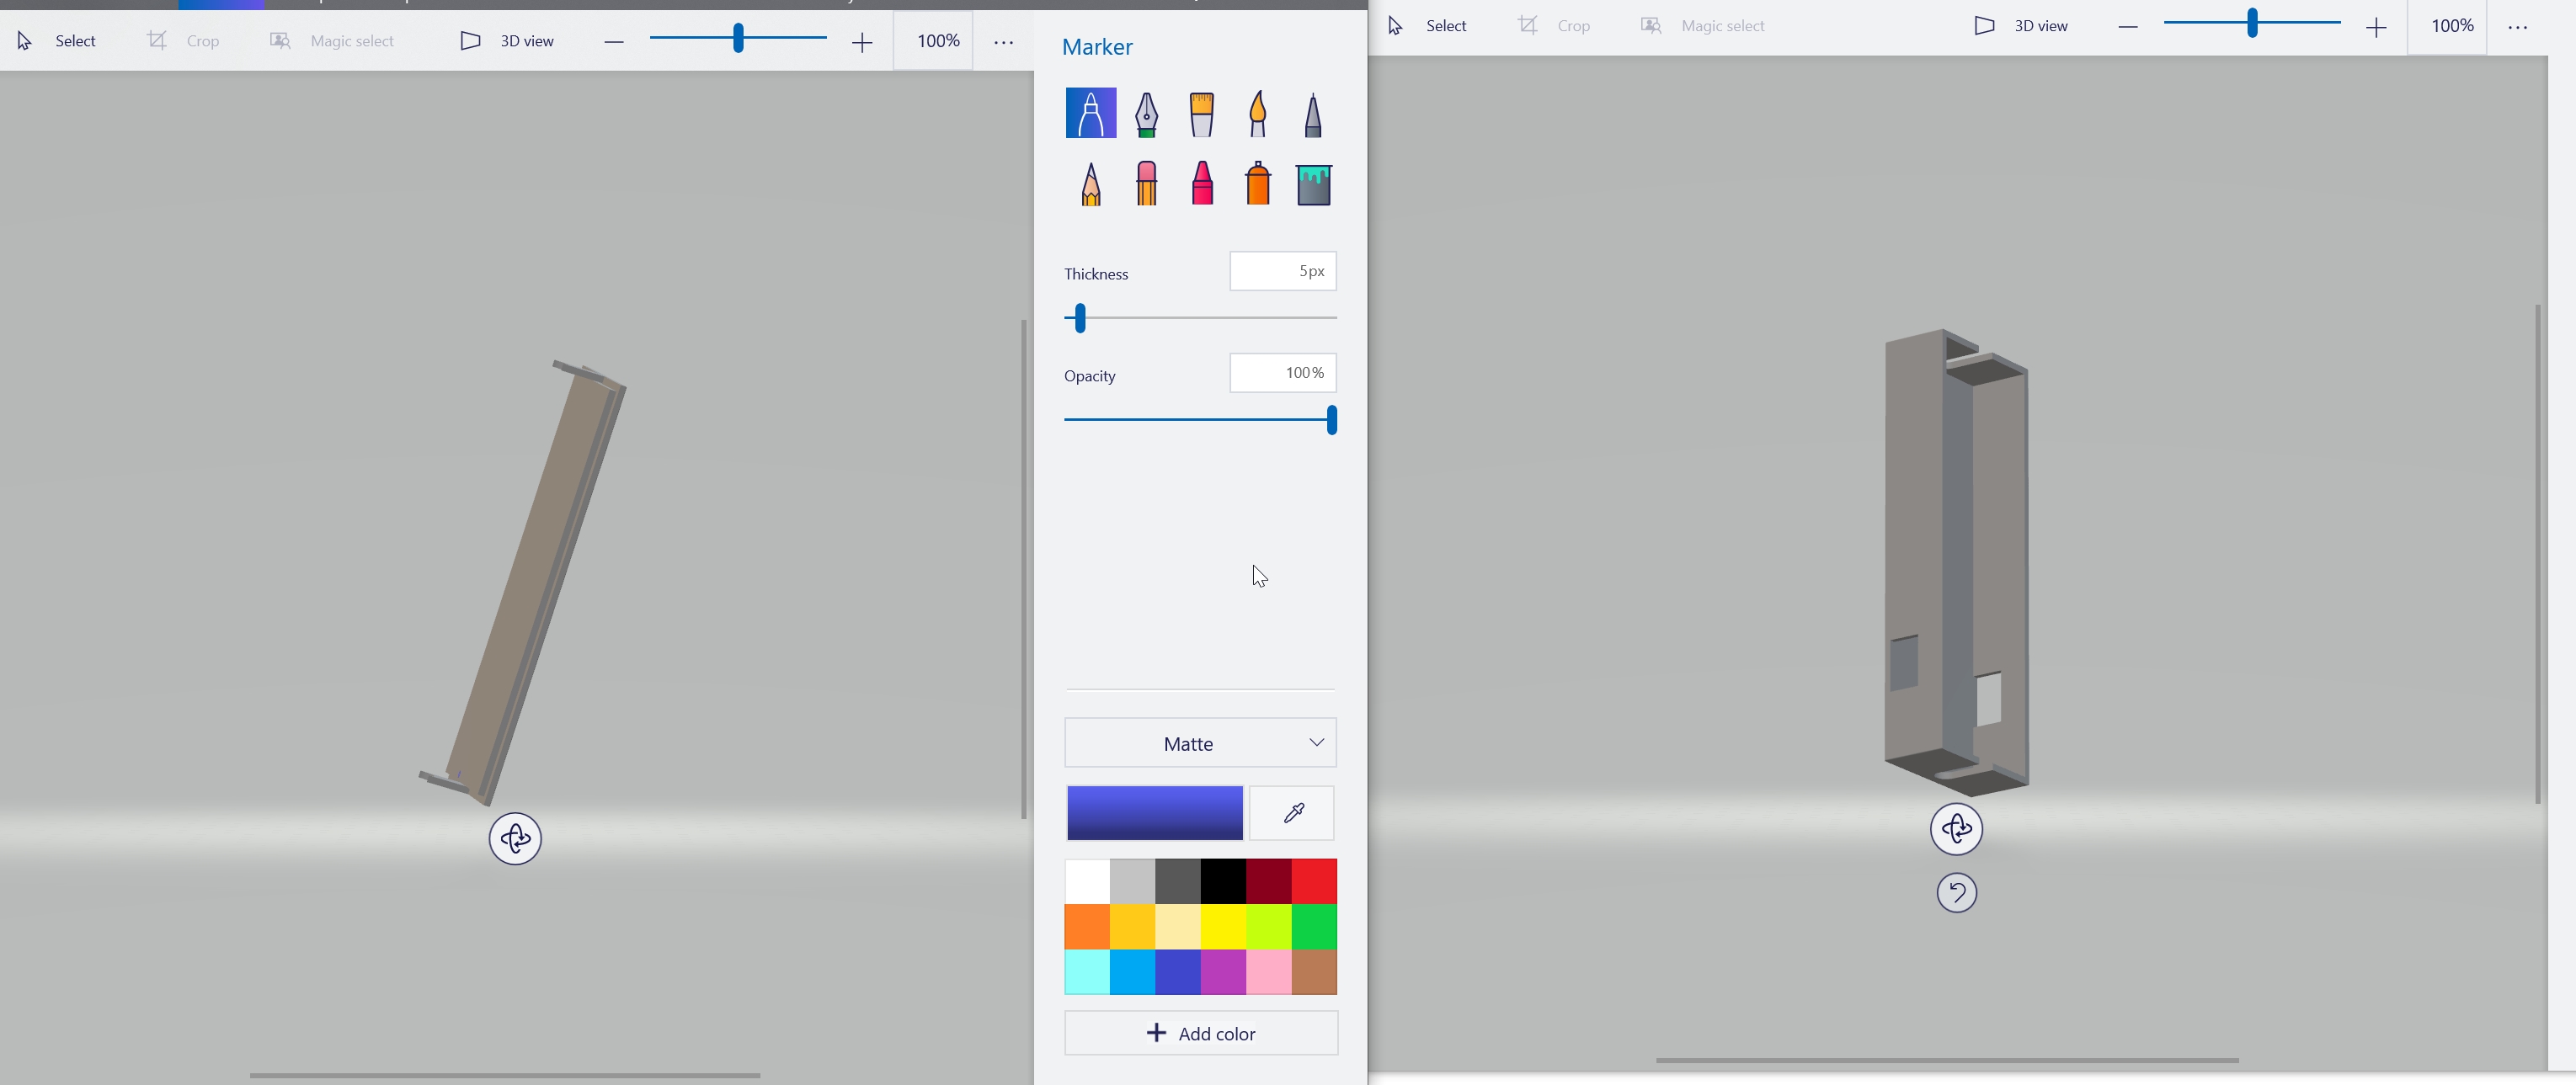 Select Crop Magic select 3D view 100%
Marker
Thickness 5px
Opacity 100%
Matte
Add color
Select Crop Magic select 3D view 100%